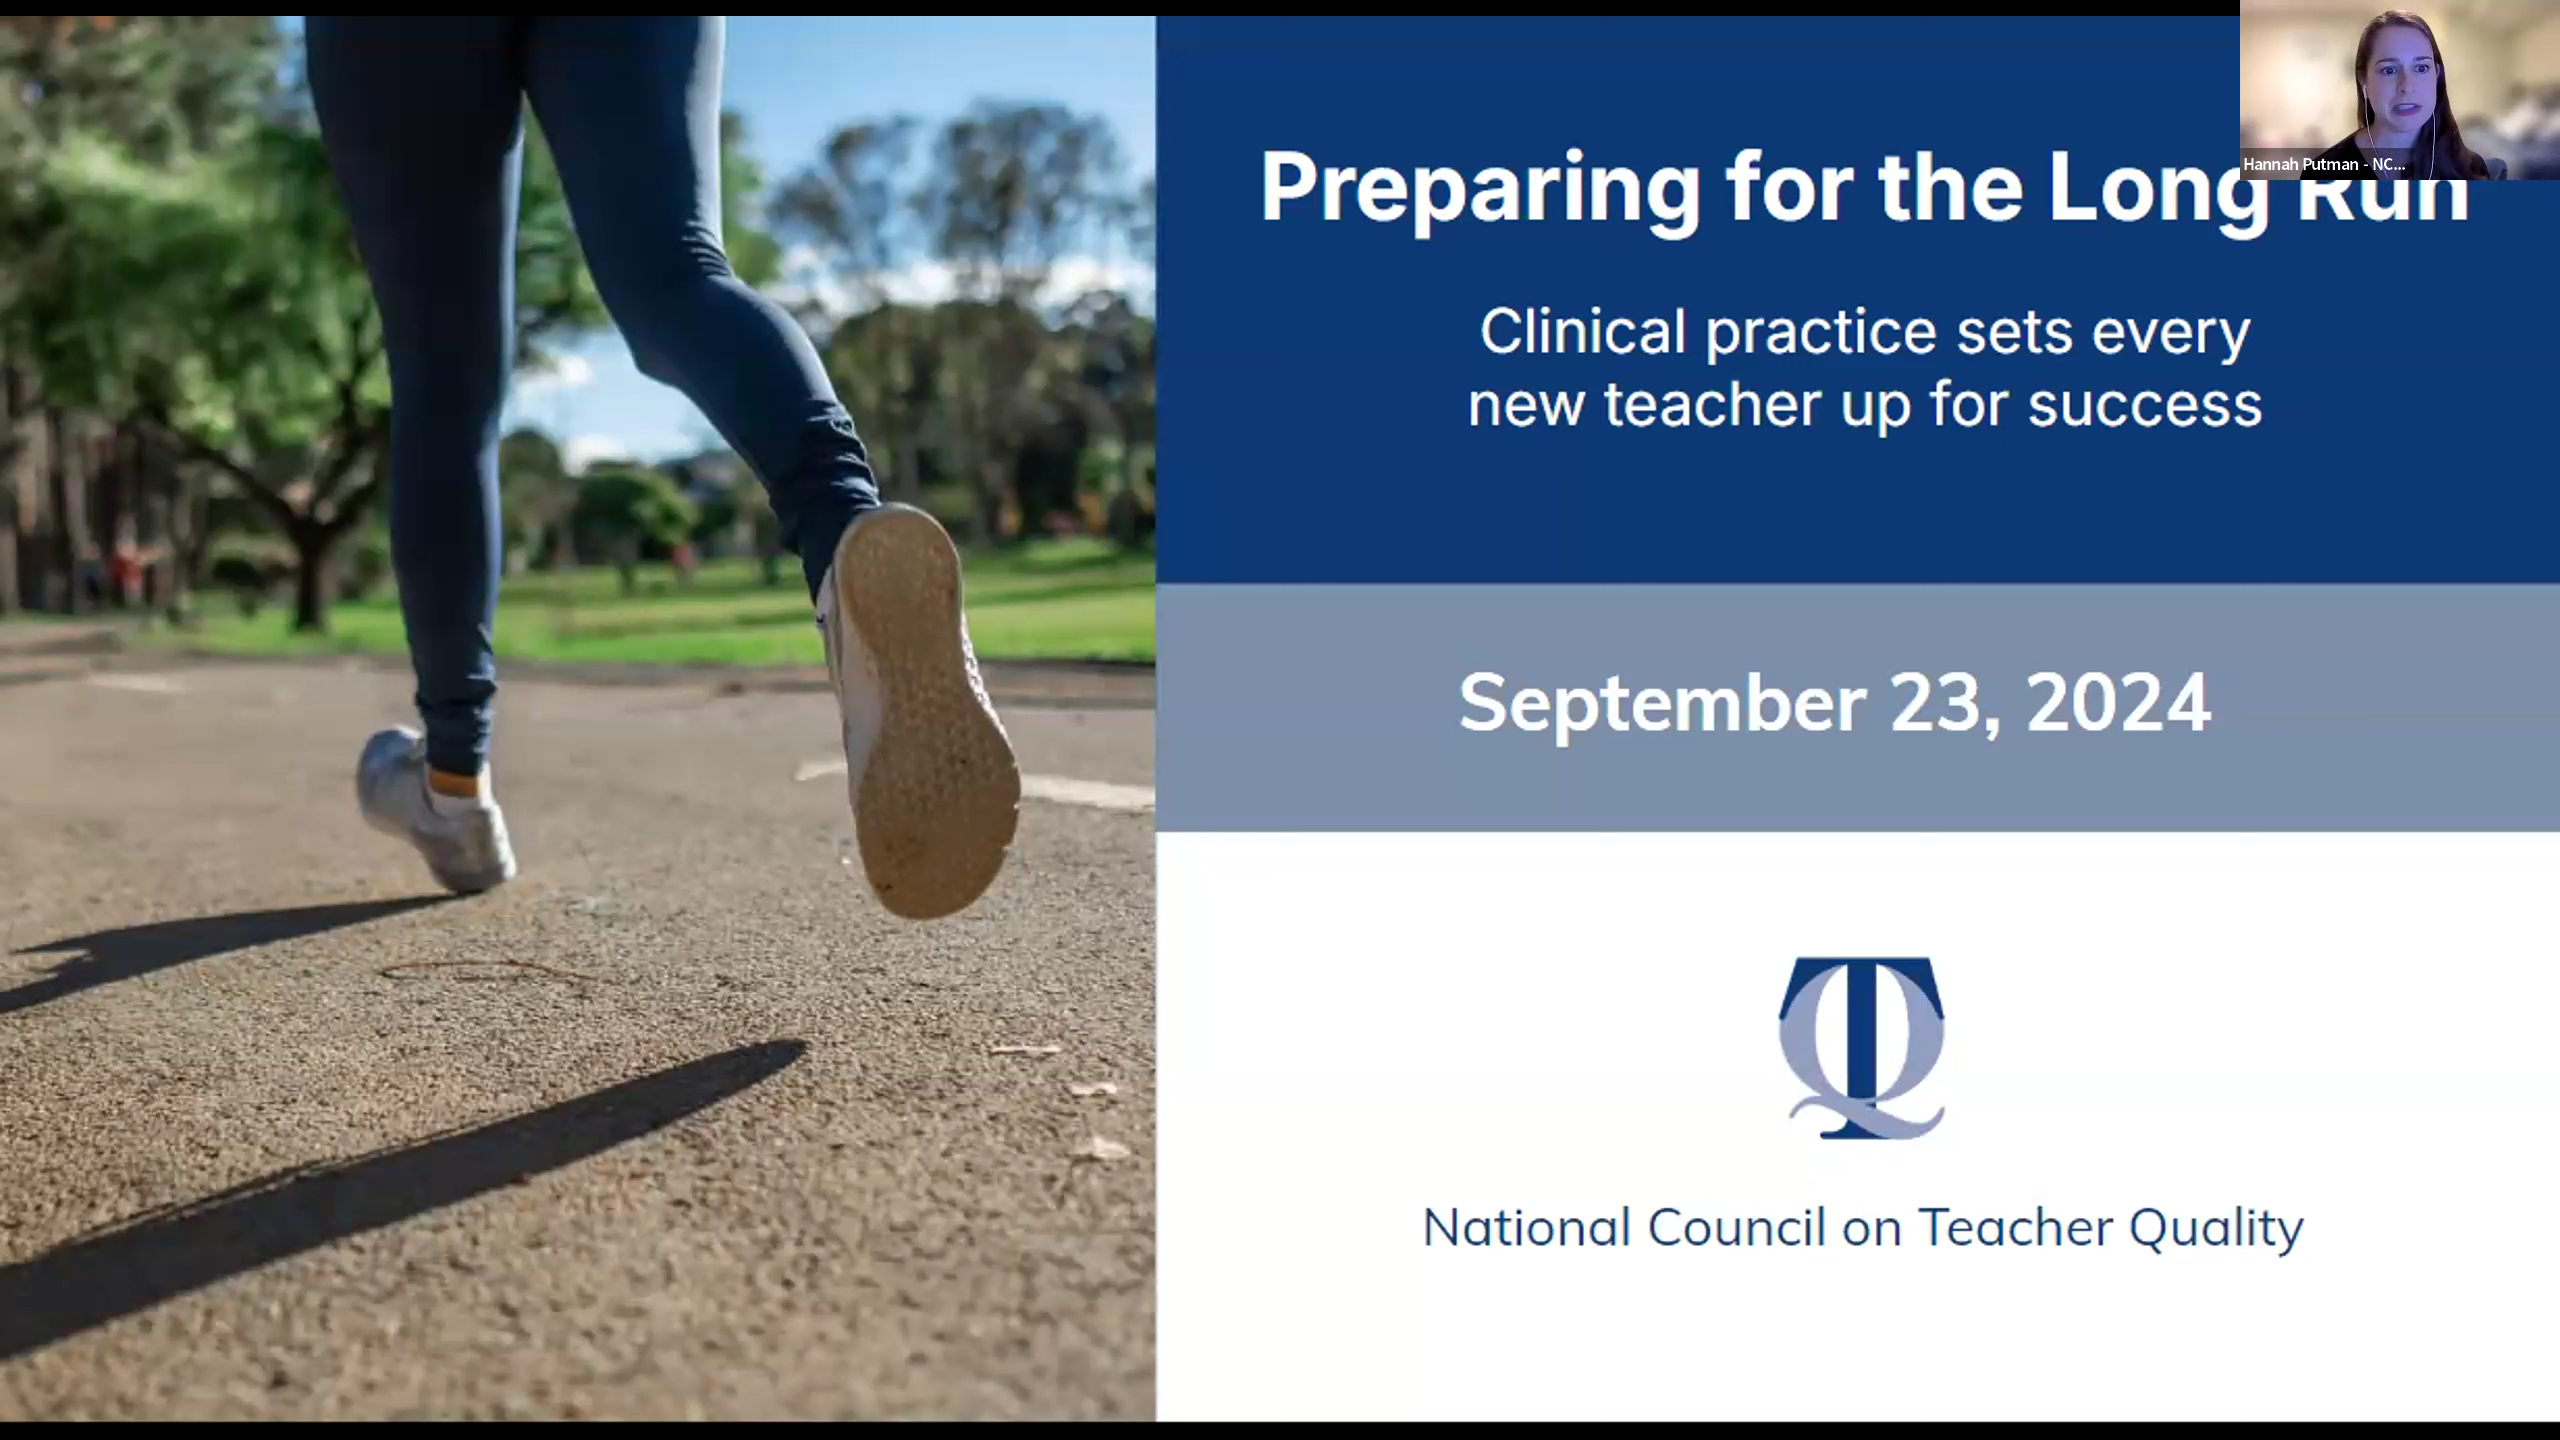 Hannah Putman - NC...
Preparing for the Long Run
Clinical practice sets every
new teacher up for success
September 23, 2024
TQ
National Council on Teacher Quality